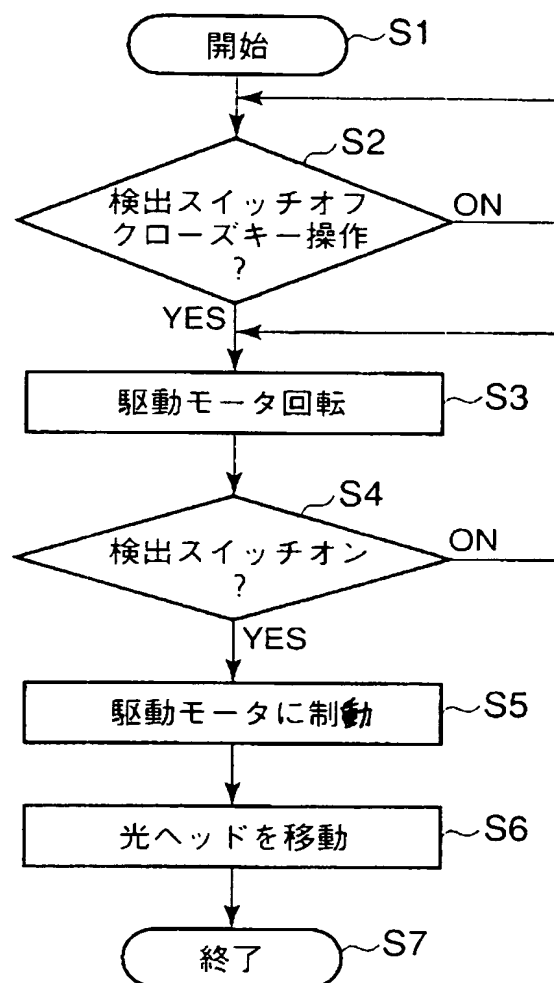 開始
S1
S2
検出スイッチオフ
クローズキー操作
?
ON
YES
駆動モータ回転
S3
S4
検出スイッチオン
?
ON
YES
駆動モータに制動
S5
光ヘッドを移動
S6
終了
S7